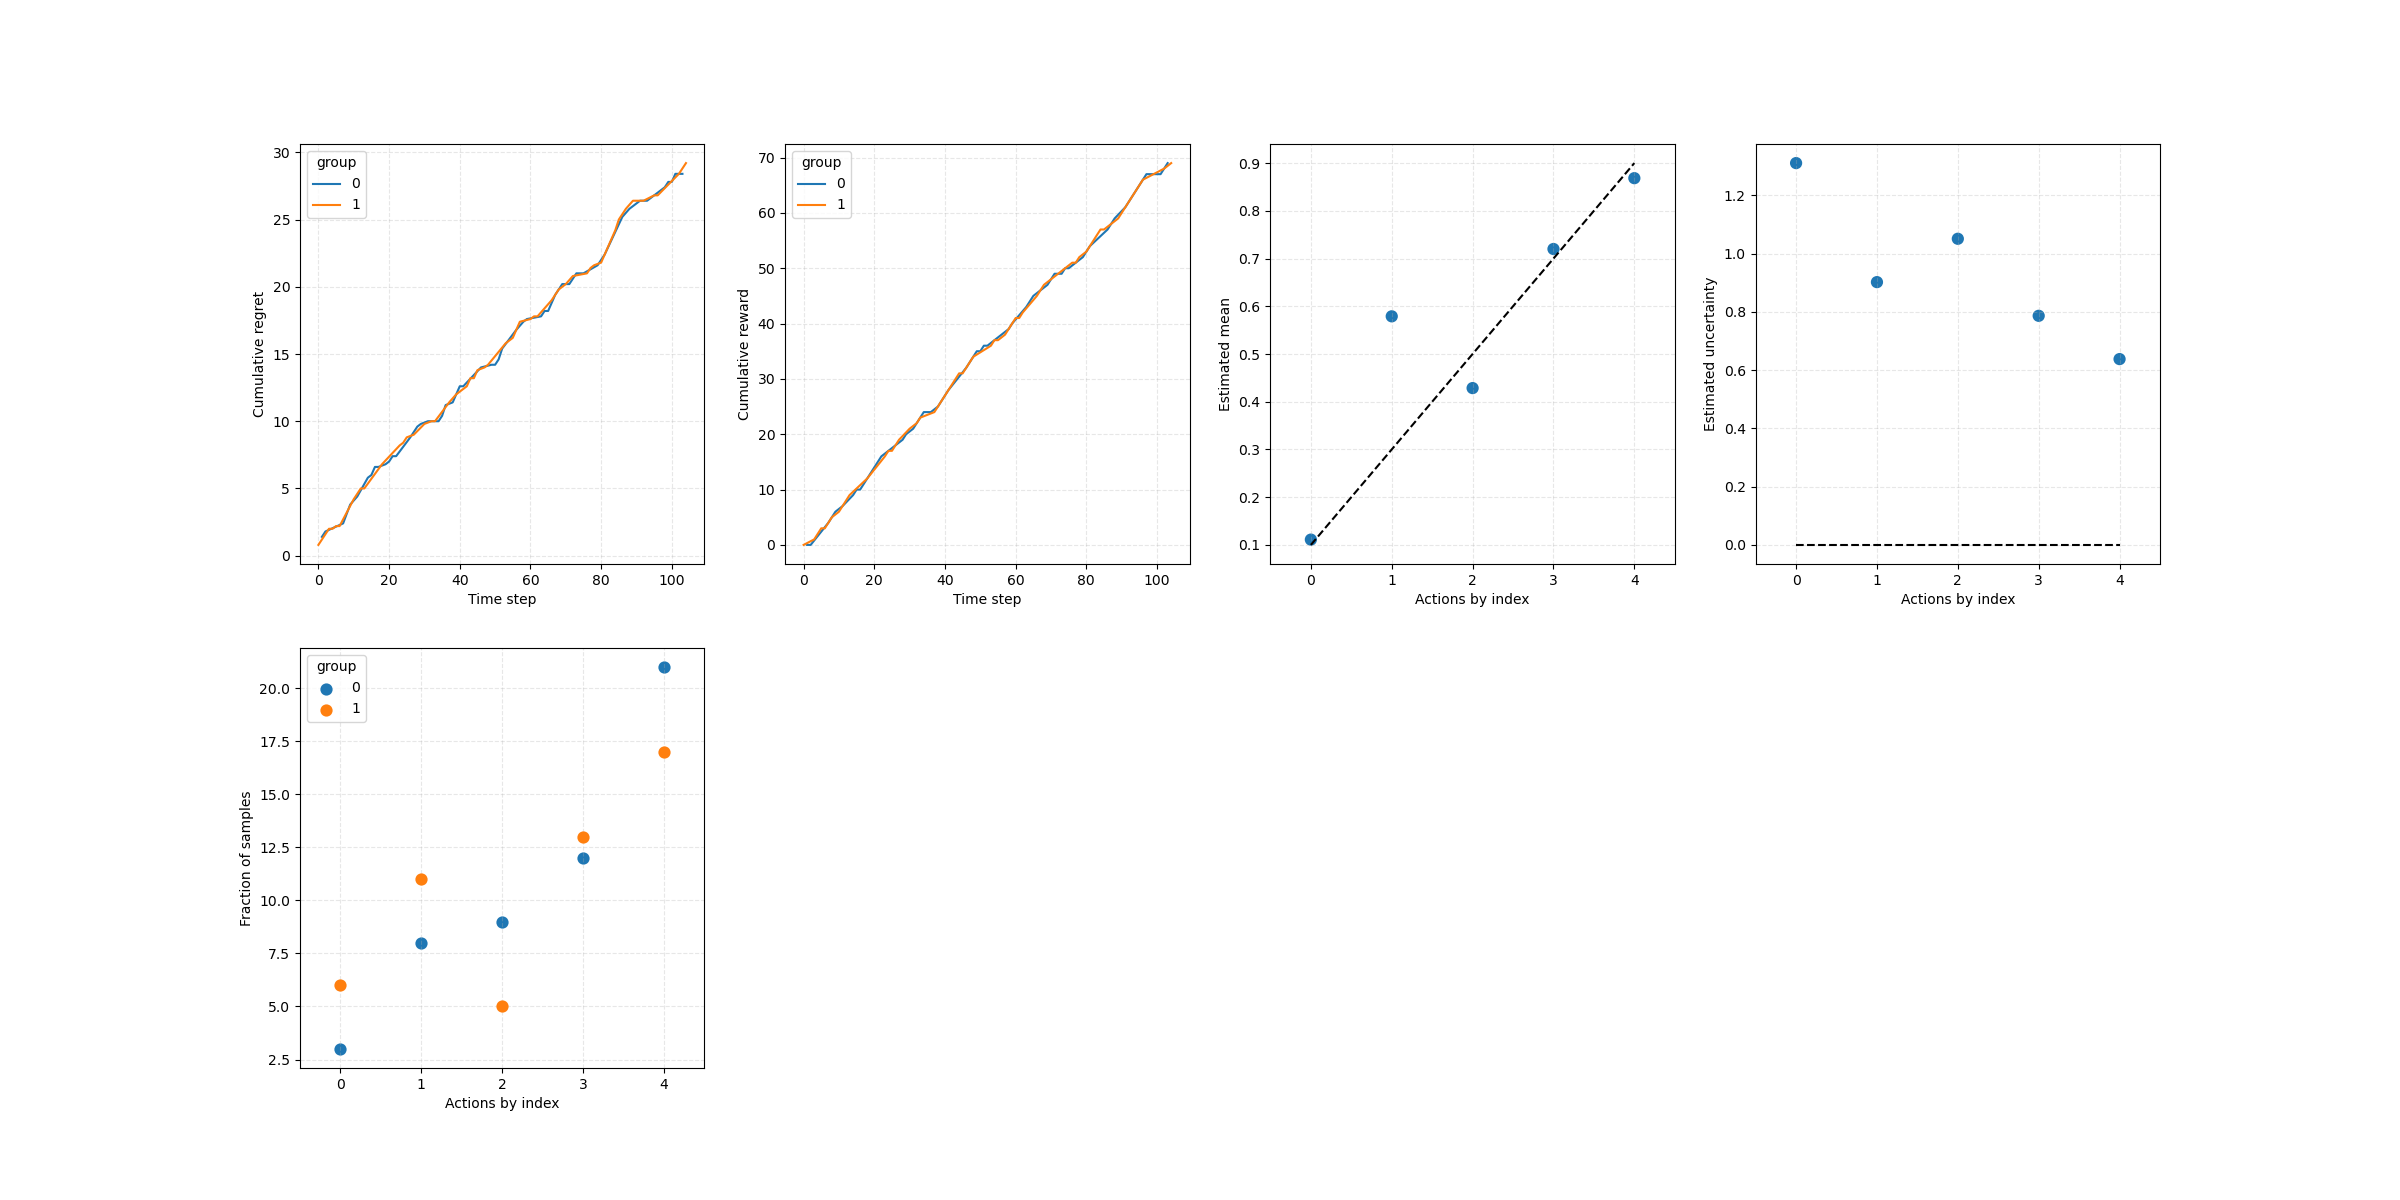 group
0
1
30
25
20
15
10
5
0
Cumulative regret
0 20 40 60 80 100
Time step
group
0
1
70
60
50
40
30
20
10
0
Cumulative reward
0 20 40 60 80 100
Time step
0.9
0.8
0.7
0.6
0.5
0.4
0.3
0.2
0.1
Estimated mean
0 1 2 3 4
Actions by index
1.2
1.0
0.8
0.6
0.4
0.2
0.0
Estimated uncertainty
0 1 2 3 4
Actions by index
group
0
1
20.0
17.5
15.0
12.5
10.0
7.5
5.0
2.5
Fraction of samples
0 1 2 3 4
Actions by index